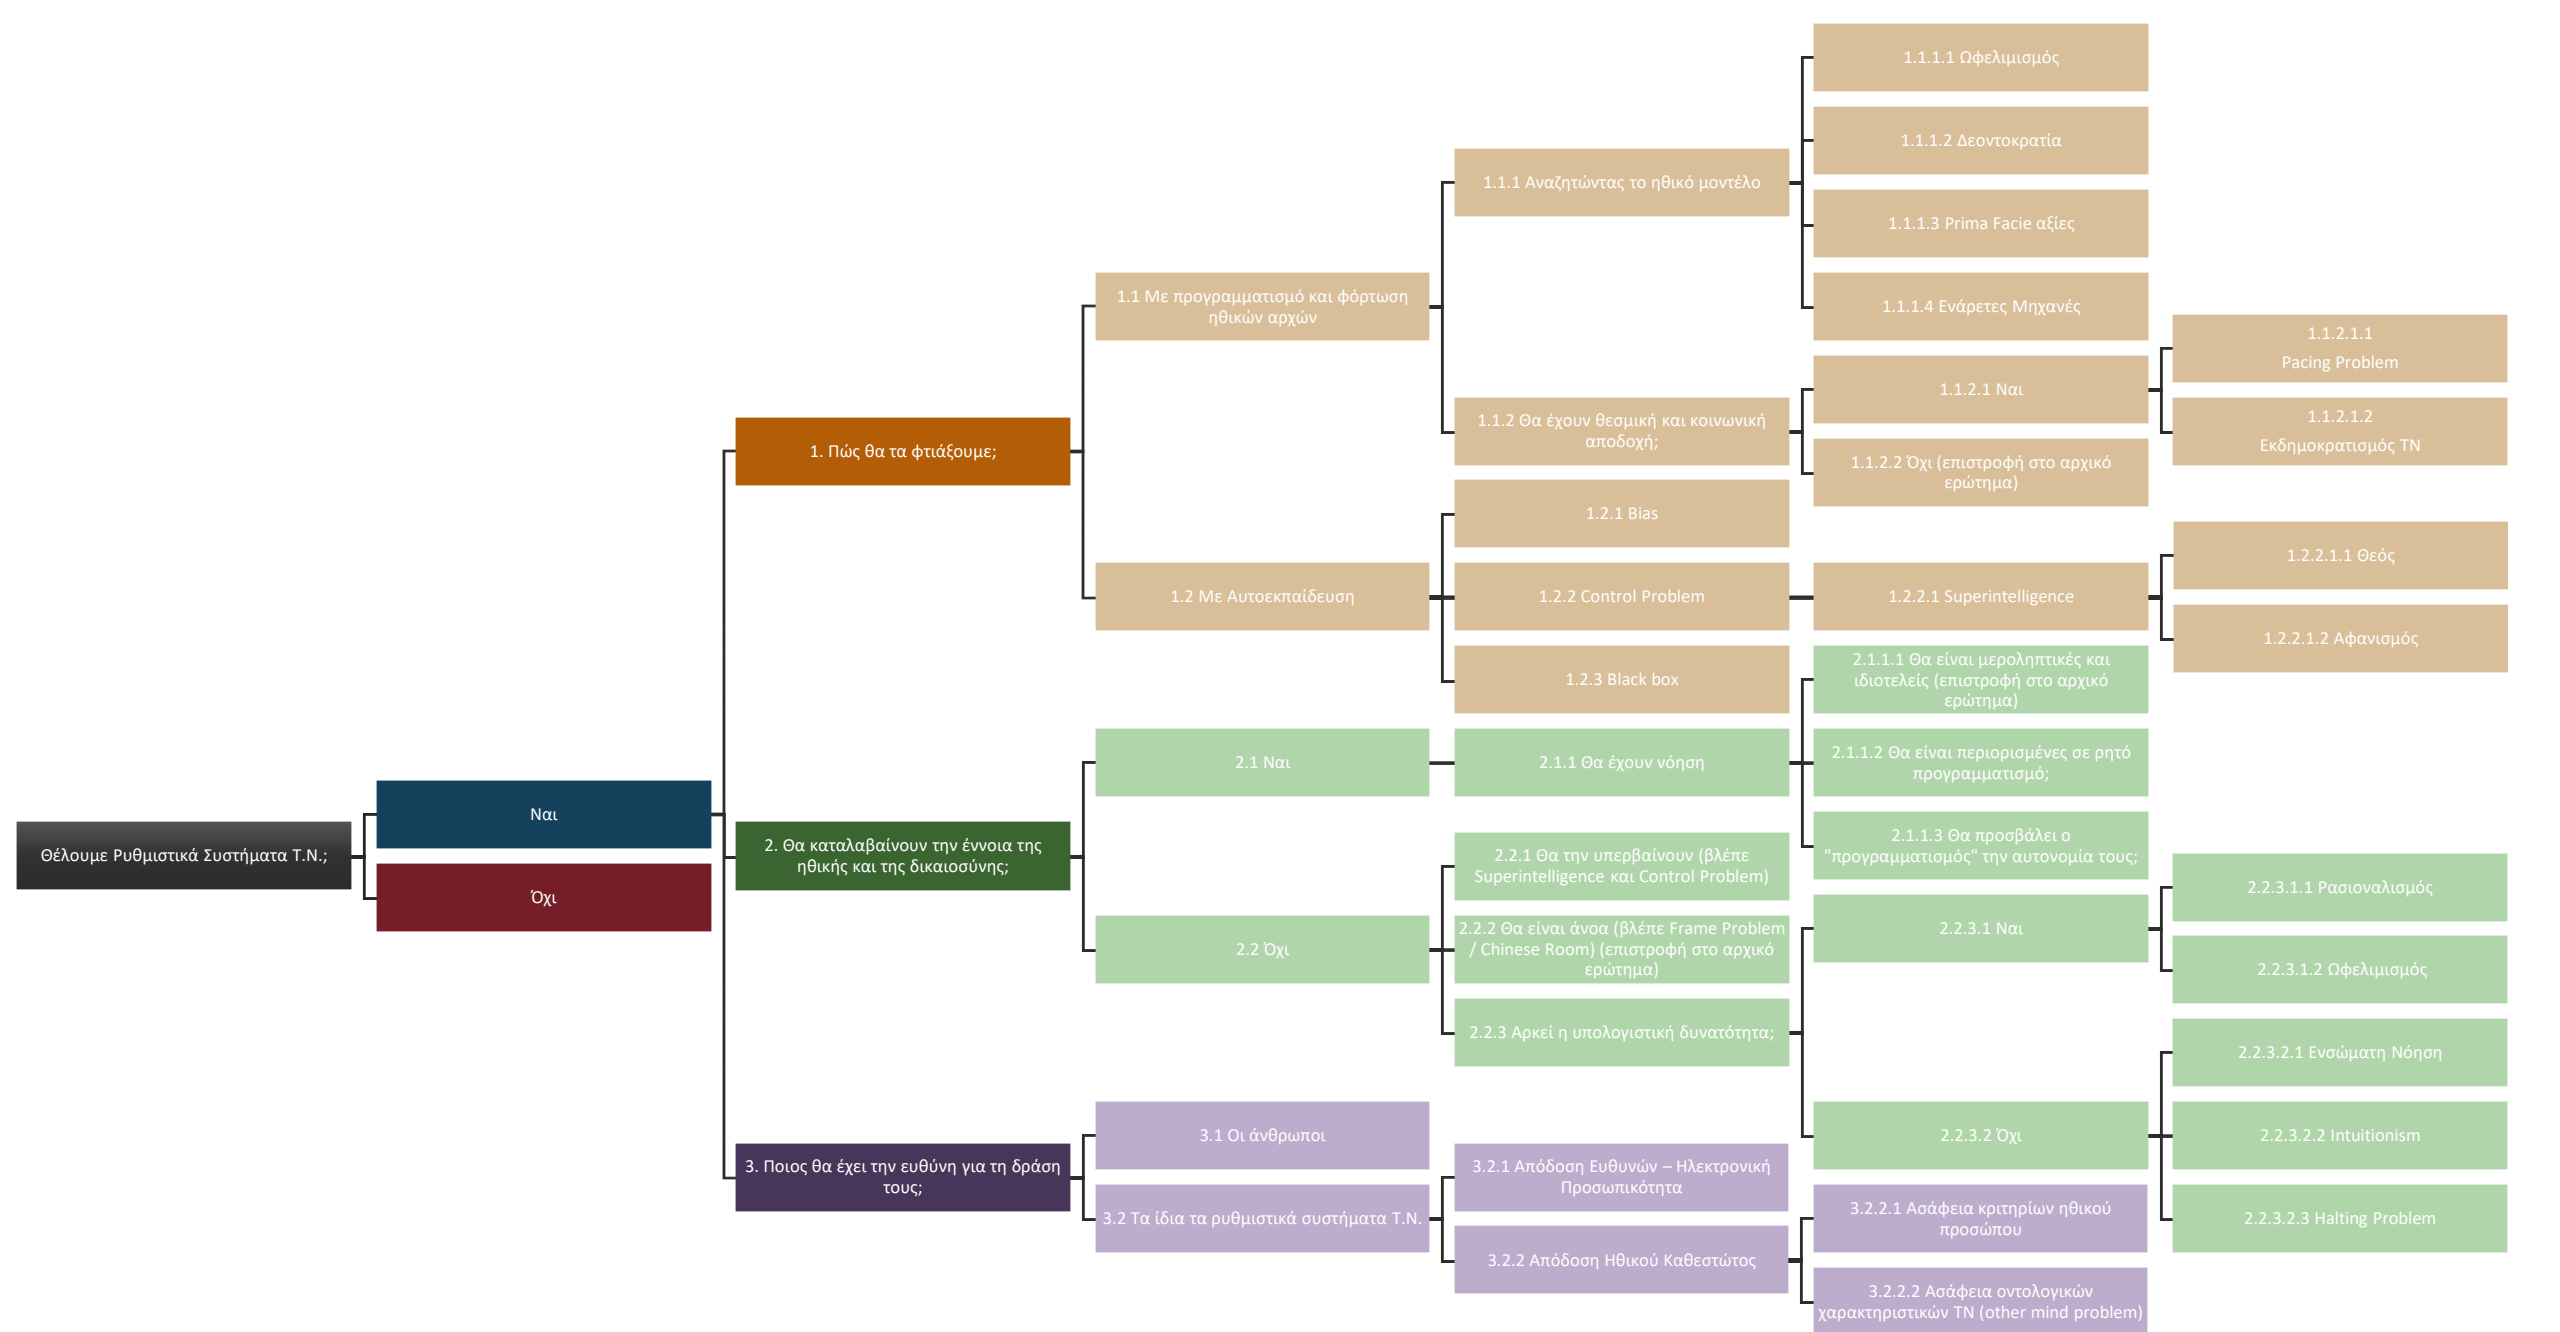 Θέλουμε Ρυθμιστικά Συστήματα Τ.Ν.;
Ναι
Όχι
1. Πώς θα τα φτιάξουμε;
1.1 Με προγραμματισμό και φόρτωση
ηθικών αρχών
1.1.1 Αναζητώντας το ηθικό μοντέλο
1.1.1.1 Ωφελιμισμός
1.1.1.2 Δεοντοκρατία
1.1.1.3 Prima Facie αξίες
1.1.1.4 Ενάρετες Μηχανές
1.1.2 Θα έχουν θεσμική και κοινωνική
αποδοχή;
1.1.2.1 Ναι
1.1.2.1.1
Pacing Problem
1.1.2.1.2
Εκδημοκρατισμός ΤΝ
1.1.2.2 Όχι (επιστροφή στο αρχικό
ερώτημα)
1.2 Με Αυτοεκπαίδευση
1.2.1 Bias
1.2.2 Control Problem
1.2.2.1 Superintelligence
1.2.2.1.1 Θεός
1.2.2.1.2 Αφανισμός
1.2.3 Black box
2. Θα καταλαβαίνουν την έννοια της
ηθικής και της δικαιοσύνης;
2.1 Ναι
2.1.1 Θα έχουν νόηση
2.1.1.1 Θα είναι μεροληπτικές και
ιδιοτελείς (επιστροφή στο αρχικό
ερώτημα)
2.1.1.2 Θα είναι περιορισμένες σε ρητό
προγραμματισμό;
2.1.1.3 Θα προσβάλει ο
"προγραμματισμός" την αυτονομία τους;
2.2 Όχι
2.2.1 Θα την υπερβαίνουν (βλέπε
Superintelligence και Control Problem)
2.2.2 Θα είναι άνοα (βλέπε Frame Problem
/ Chinese Room) (επιστροφή στο αρχικό
ερώτημα)
2.2.3 Αρκεί η υπολογιστική δυνατότητα;
2.2.3.1 Ναι
2.2.3.1.1 Ρασιοναλισμός
2.2.3.1.2 Ωφελιμισμός
2.2.3.2 Όχι
2.2.3.2.1 Ενσώματη Νόηση
2.2.3.2.2 Intuitionism
2.2.3.2.3 Halting Problem
3. Ποιος θα έχει την ευθύνη για τη δράση
τους;
3.1 Οι άνθρωποι
3.2 Τα ίδια τα ρυθμιστικά συστήματα Τ.Ν.
3.2.1 Απόδοση Ευθυνών – Ηλεκτρονική
Προσωπικότητα
3.2.2 Απόδοση Ηθικού Καθεστώτος
3.2.2.1 Ασάφεια κριτηρίων ηθικού
προσώπου
3.2.2.2 Ασάφεια οντολογικών
χαρακτηριστικών ΤΝ (other mind problem)